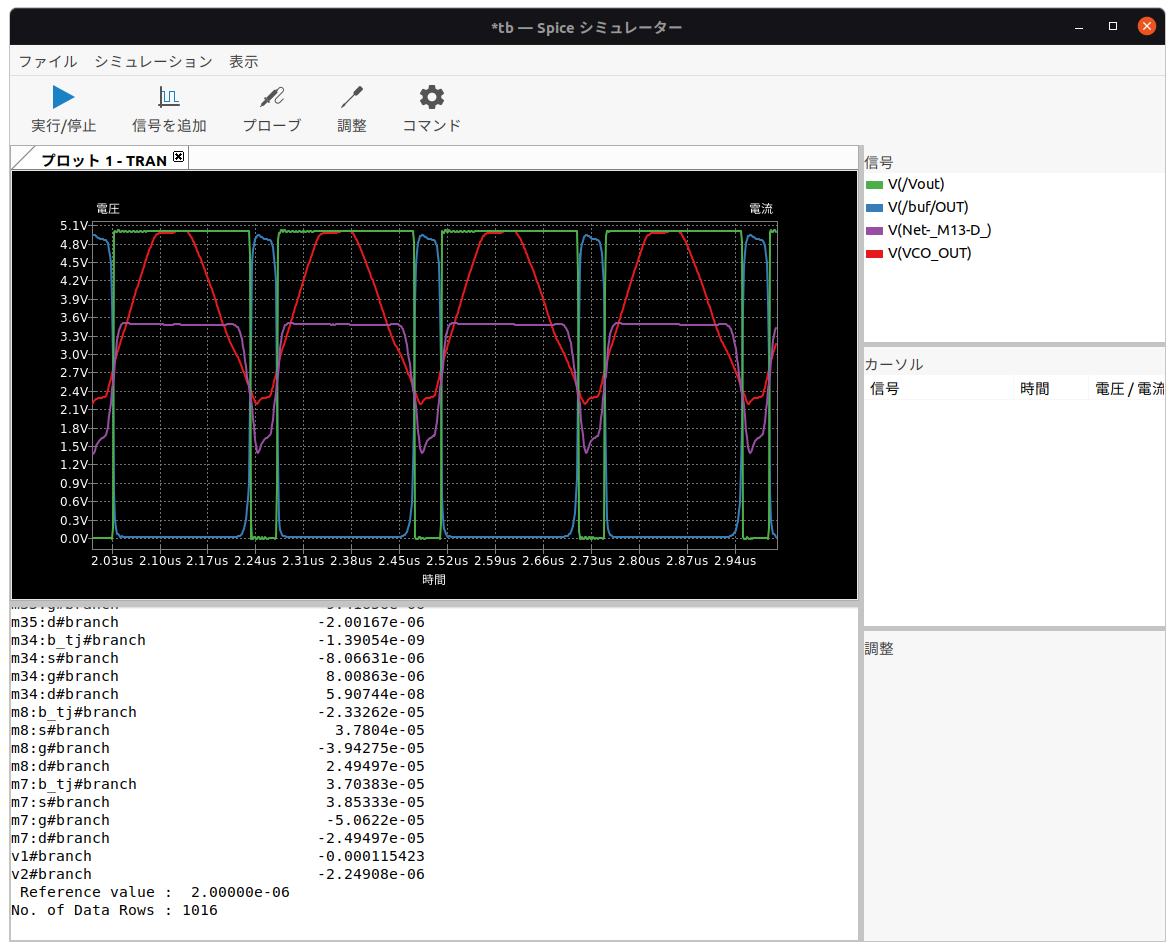 *tb — Spice シミュレーター
ファイル シミュレーション 表示
実行/停止 信号を追加 プローブ 調整 コマンド
プロット 1 - TRAN
電圧 電流
5.1V
4.8V
4.5V
4.2V
3.9V
3.6V
3.3V
3.0V
2.7V
2.4V
2.1V
1.8V
1.5V
1.2V
0.9V
0.6V
0.3V
0.0V
2.03us 2.10us 2.17us 2.24us 2.31us 2.38us 2.45us 2.52us 2.59us 2.66us 2.73us 2.80us 2.87us 2.94us
時間
m35:d#branch -2.00167e-06
m34:b_tj#branch -1.39054e-09
m34:s#branch -8.06631e-06
m34:g#branch 8.00863e-06
m34:d#branch 5.90744e-08
m8:b_tj#branch -2.33262e-05
m8:s#branch 3.7804e-05
m8:g#branch -3.94275e-05
m8:d#branch 2.49497e-05
m7:b_tj#branch 3.70383e-05
m7:s#branch 3.85333e-05
m7:g#branch -5.0622e-05
m7:d#branch -2.49497e-05
v1#branch -0.000115423
v2#branch -2.24908e-06
Reference value : 2.00000e-06
No. of Data Rows : 1016
信号
V(/Vout)
V(/buf/OUT)
V(Net-_M13-D_)
V(VCO_OUT)
カーソル
信号 時間 電圧 / 電流
調整